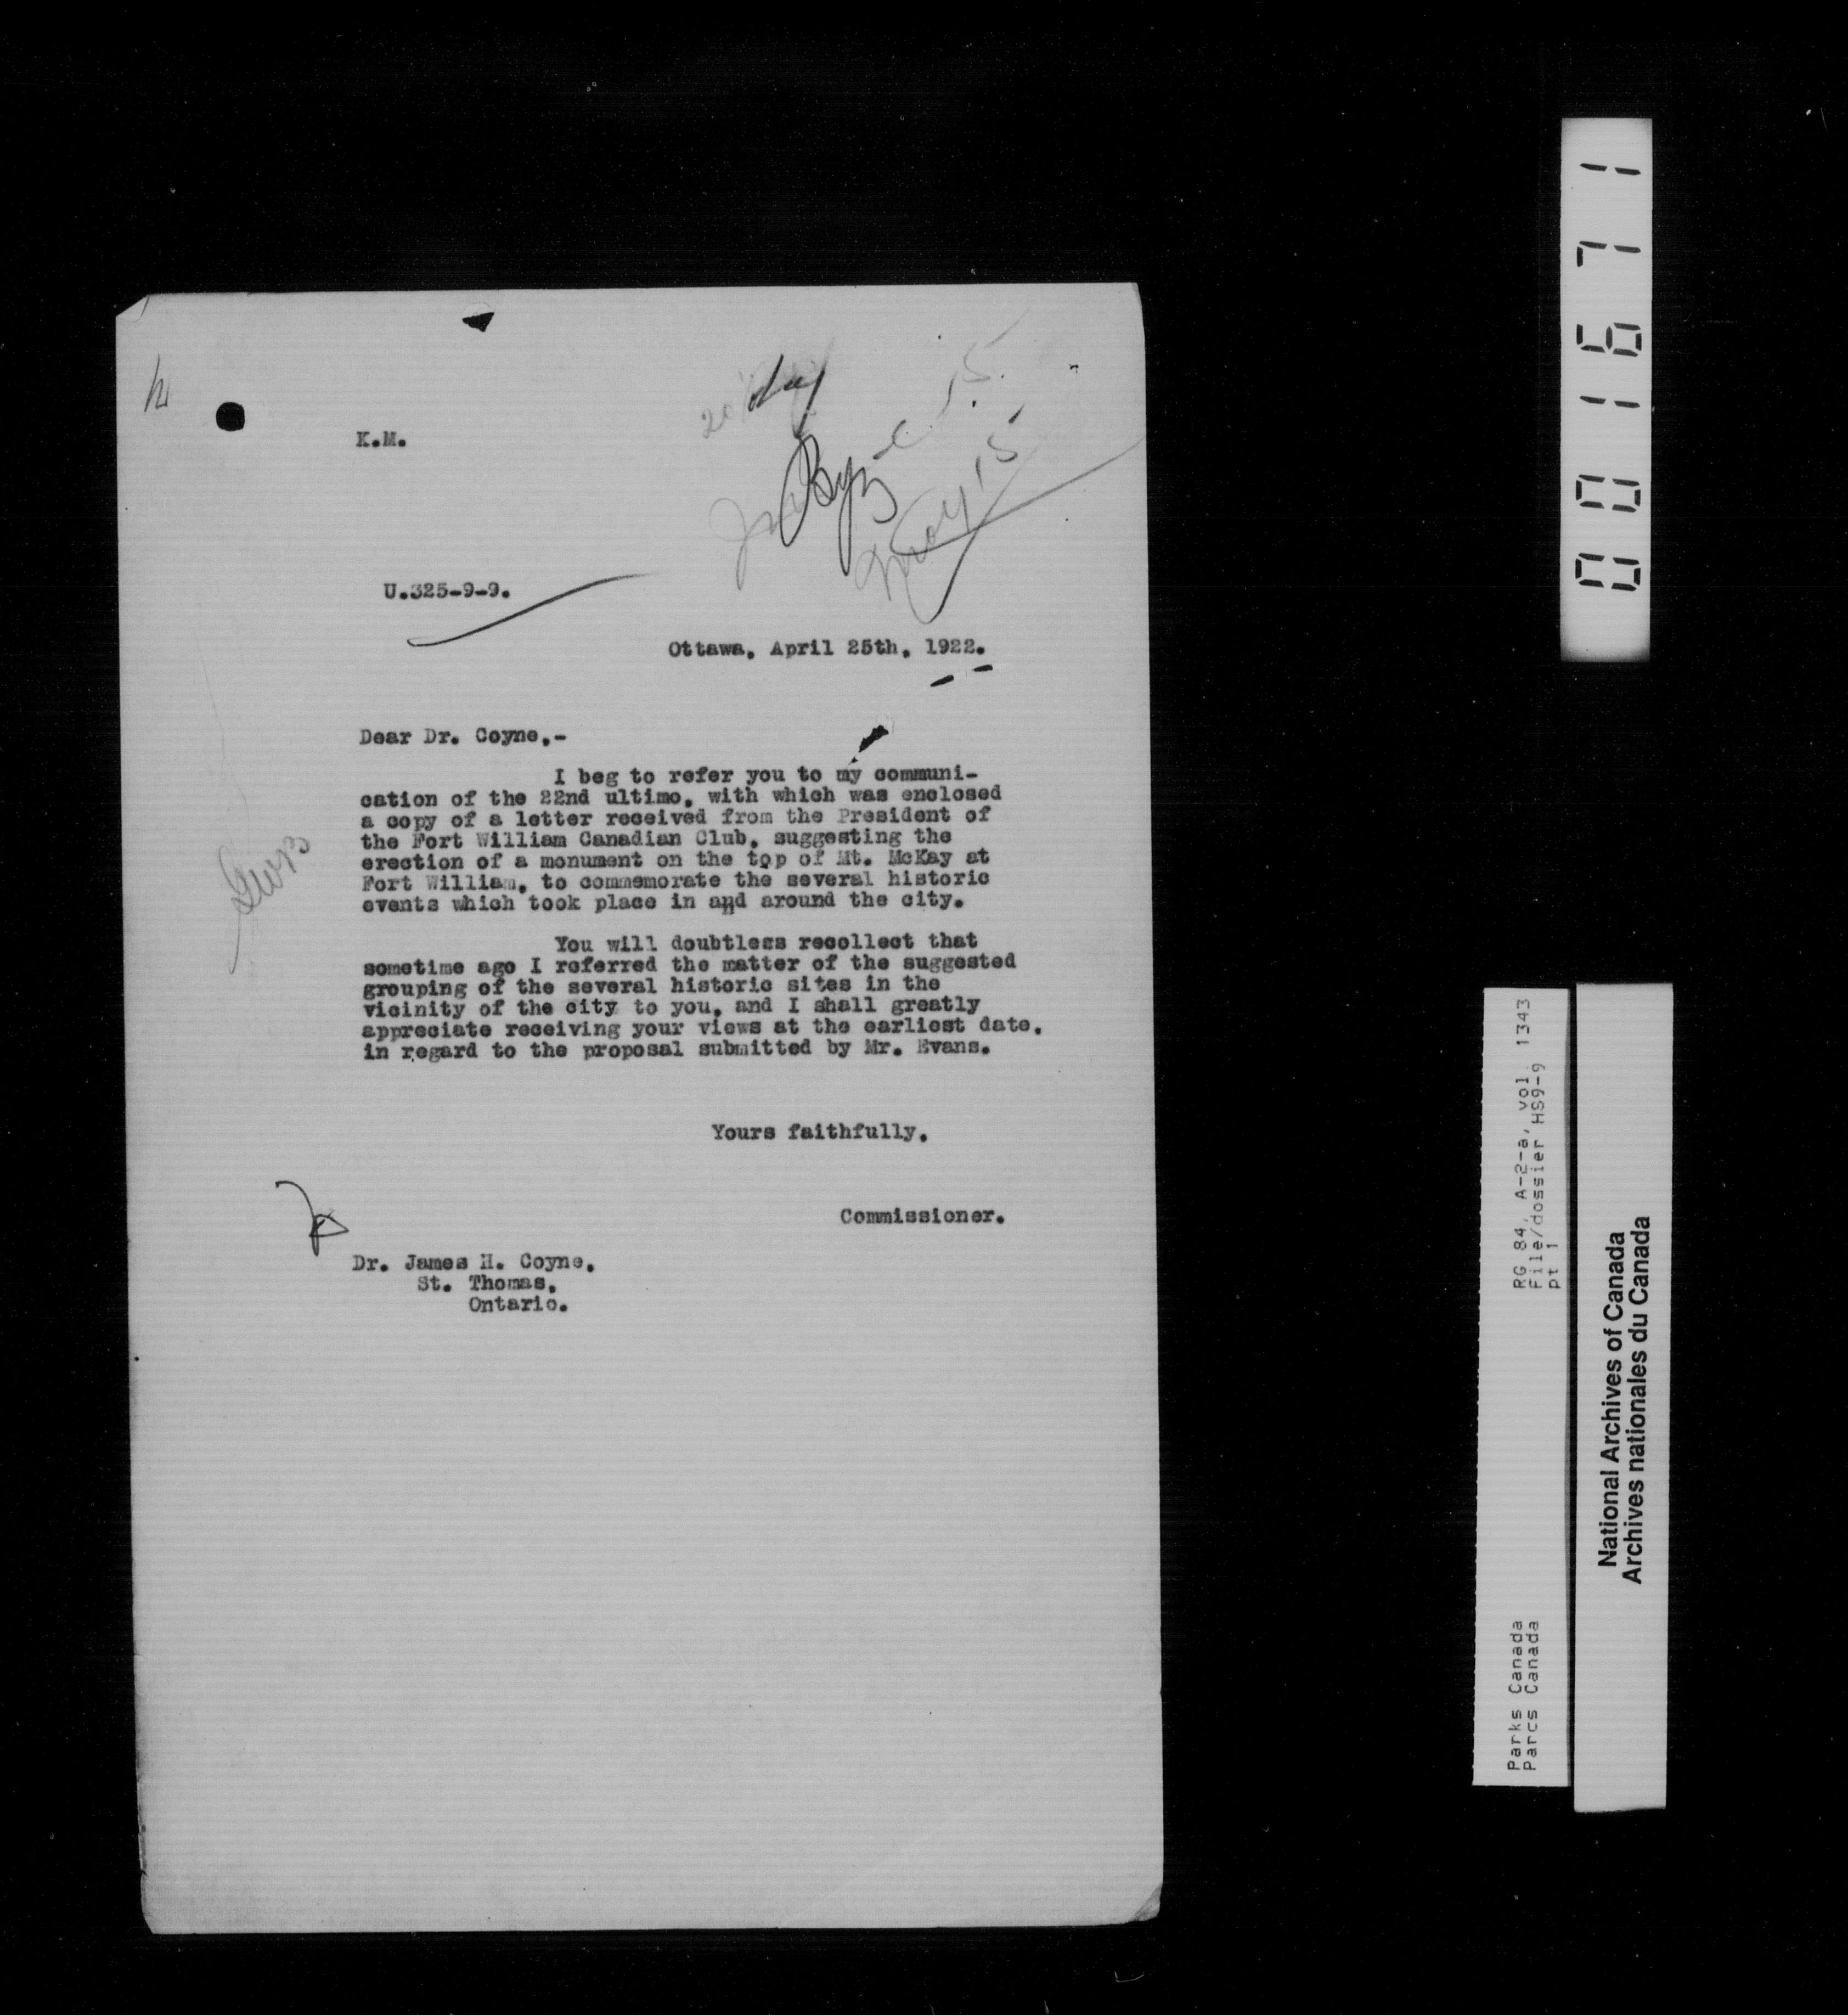 K.M.
U.325-9-9.
Ottawa, April 25th, 1922.
Dear Dr. Coyne,-
I beg to refer you to my communi-
cation of the 22nd ultimo, with which was enclosed
a copy of a letter received from the President of
the Fort William Canadian Club, suggesting the
erection of a monument on the top of Mt. McKay at
Fort William, to commemorate the several historic
events which took place in and around the city.
You will doubtless recollect that
sometime ago I referred the matter of the suggested
grouping of the several historic sites in the
vicinity of the city to you, and I shall greatly
appreciate receiving your views at the earliest date,
in regard to the proposal submitted by Mr. Evans.
Yours faithfully,
Commissioner.
Dr. James H. Coyne,
St. Thomas,
Ontario.
May 15
001671
RG 84, A-2-a, vol. 1343
File/dossier HS9-9
pt 1
Parks Canada
Parcs Canada
National Archives of Canada
Archives nationales du Canada